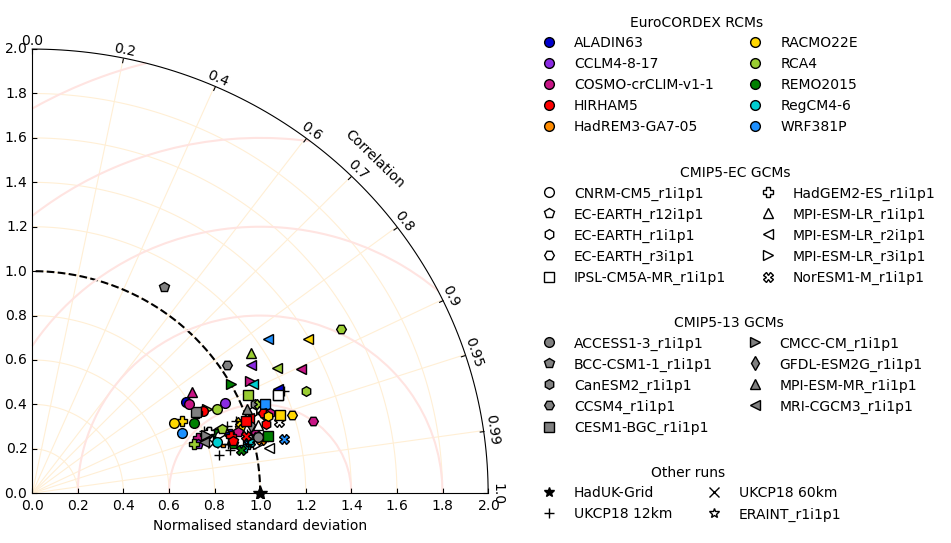 EuroCORDEX RCMs
ALADIN63 RACMO22E
CCLM4-8-17 RCA4
COSMO-crCLIM-v1-1 REMO2015
HIRHAM5 RegCM4-6
HadREM3-GA7-05 WRF381P
CMIP5-EC GCMs
CNRM-CM5_r1i1p1 HadGEM2-ES_r1i1p1
EC-EARTH_r12i1p1 MPI-ESM-LR_r1i1p1
EC-EARTH_r1i1p1 MPI-ESM-LR_r2i1p1
EC-EARTH_r3i1p1 MPI-ESM-LR_r3i1p1
IPSL-CM5A-MR_r1i1p1 NorESM1-M_r1i1p1
CMIP5-13 GCMs
ACCESS1-3_r1i1p1 CMCC-CM_r1i1p1
BCC-CSM1-1_r1i1p1 GFDL-ESM2G_r1i1p1
CanESM2_r1i1p1 MPI-ESM-MR_r1i1p1
CCSM4_r1i1p1 MRI-CGCM3_r1i1p1
CESM1-BGC_r1i1p1
Other runs
HadUK-Grid UKCP18 60km
UKCP18 12km ERAINT_r1i1p1
0.0 0.2 0.4 0.6 0.7 0.8 0.9 0.95 0.99 1.0
Correlation
2.0
1.8
1.6
1.4
1.2
1.0
0.8
0.6
0.4
0.2
0.0
0.0 0.2 0.4 0.6 0.8 1.0 1.2 1.4 1.6 1.8 2.0
Normalised standard deviation